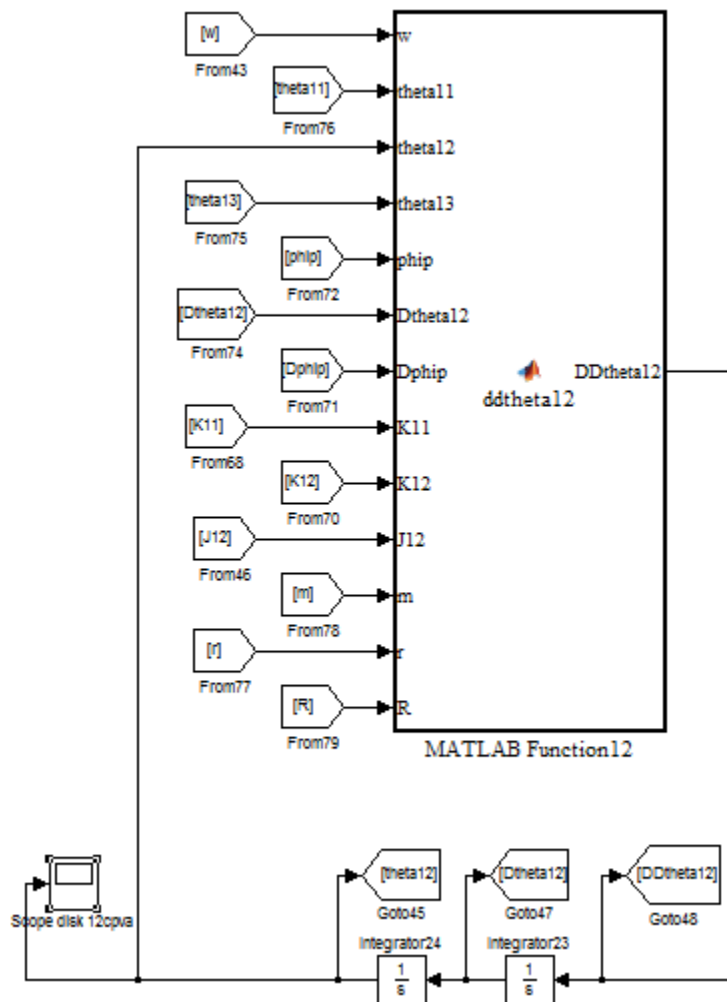 [w]
w
From43
[theta11]
theta11
From76
theta12
[theta13]
theta13
From75
[phip]
phip
From72
[Dtheta12]
Dtheta12
From74
[Dphip]
Dphip
From71
ddtheta12
DDtheta12
[K11]
K11
From68
[K12]
K12
From70
[J12]
J12
From46
[m]
m
From78
[r]
r
From77
[R]
R
From79
MATLAB Function12
[theta12]
[Dtheta12]
[DDtheta12]
Scope disk 12cpva
Goto45
Goto47
Goto48
Integrator24
Integrator23
1
s
1
s